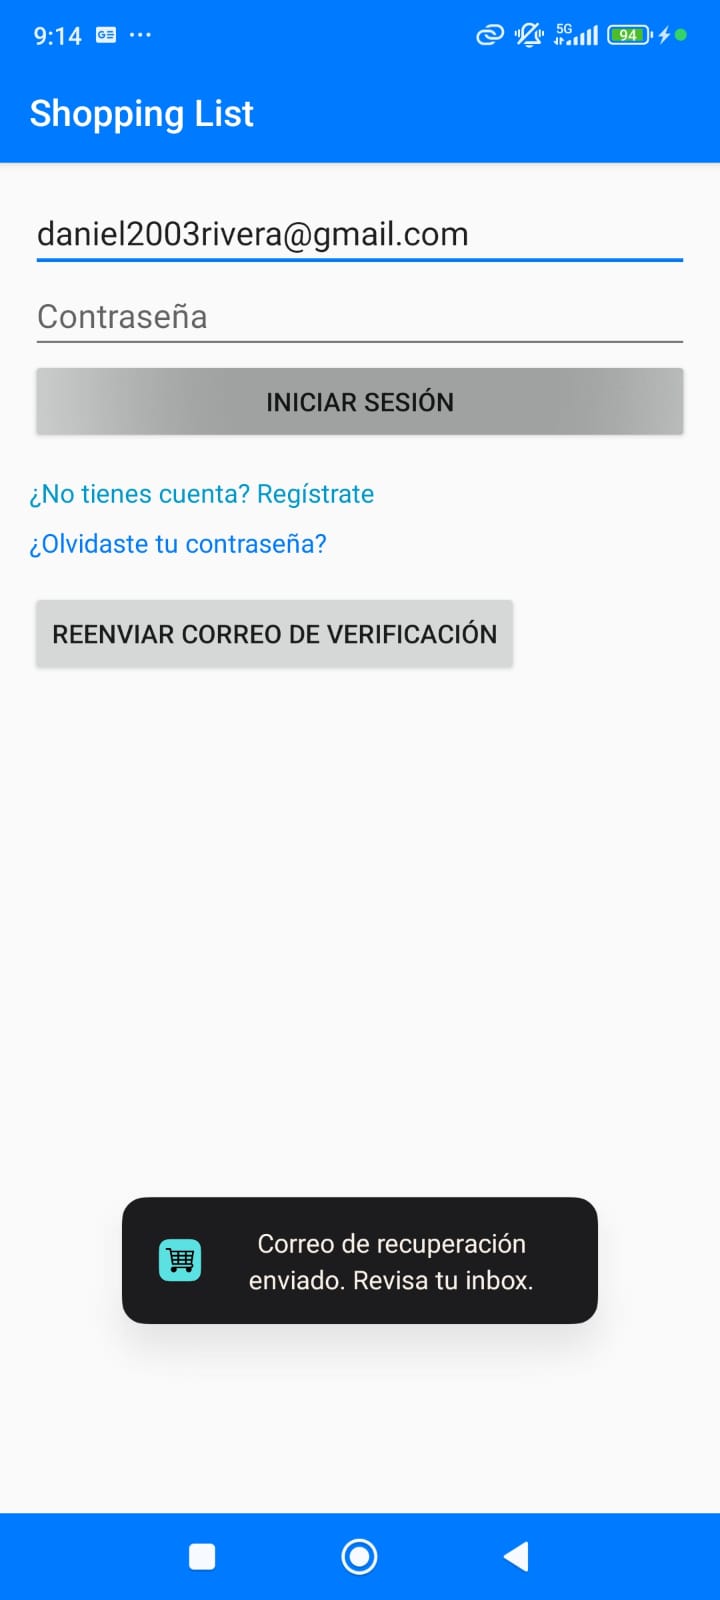 9:14 GE ... 5G 94
Shopping List
daniel2003rivera@gmail.com
Contraseña
INICIAR SESIÓN
¿No tienes cuenta? Regístrate
¿Olvidaste tu contraseña?
REENVIAR CORREO DE VERIFICACIÓN
Correo de recuperación
enviado. Revisa tu inbox.